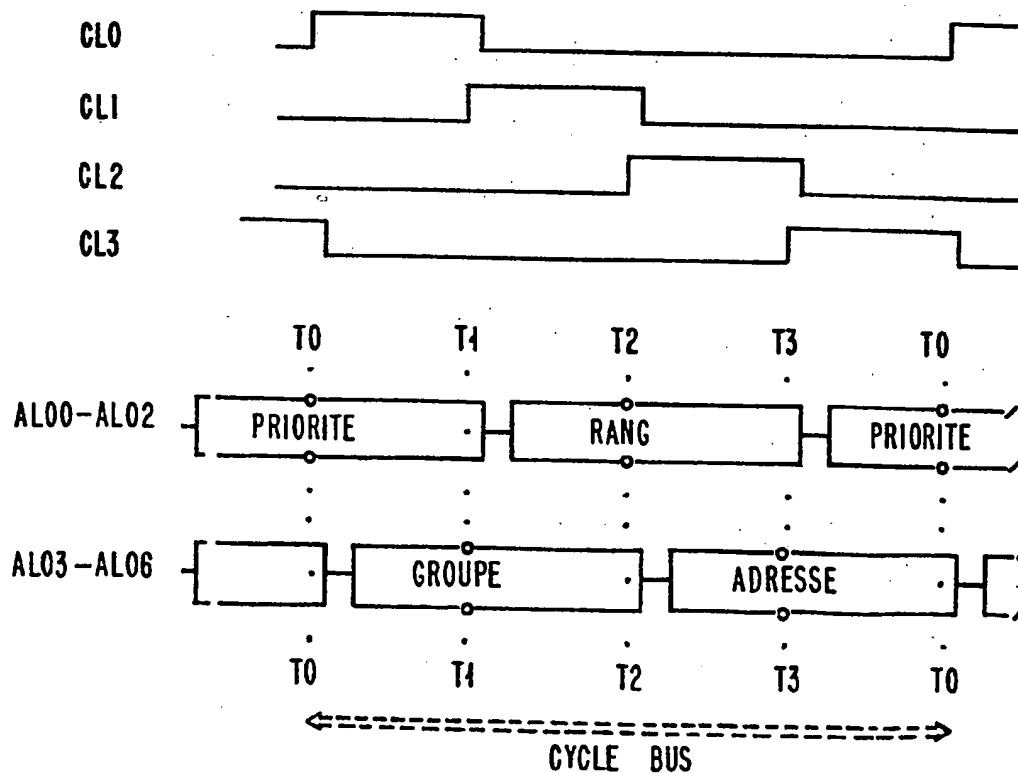 CL0
CL1
CL2
CL3
T0 T1 T2 T3 T0
AL00-AL02 PRIORITE RANG PRIORITE
AL03-AL06 GROUPE ADRESSE
T0 T1 T2 T3 T0
CYCLE BUS